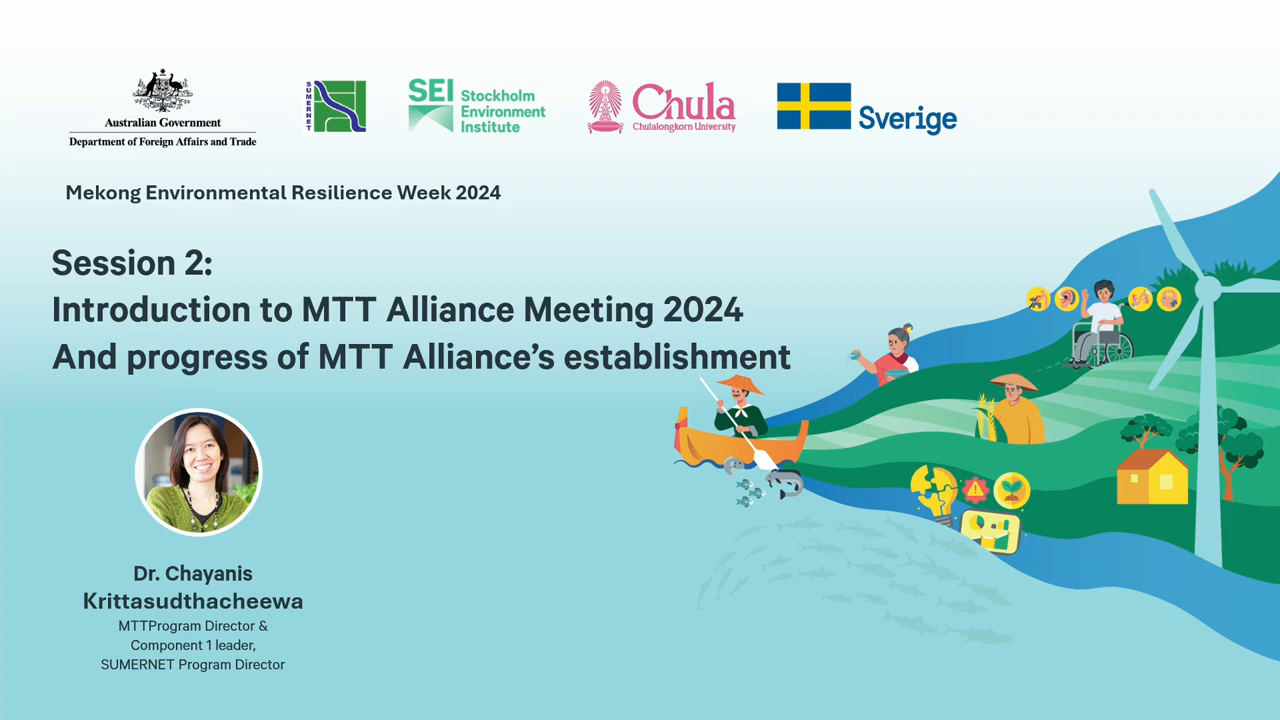 Australian Government
Department of Foreign Affairs and Trade
SUMERNET
SEI Stockholm
Environment
Institute
Chula
Chulalongkorn University
Sverige
Mekong Environmental Resilience Week 2024
Session 2:
Introduction to MTT Alliance Meeting 2024
And progress of MTT Alliance’s establishment
Dr. Chayanis
Krittasudthacheewa
MTTProgram Director &
Component 1 leader,
SUMERNET Program Director